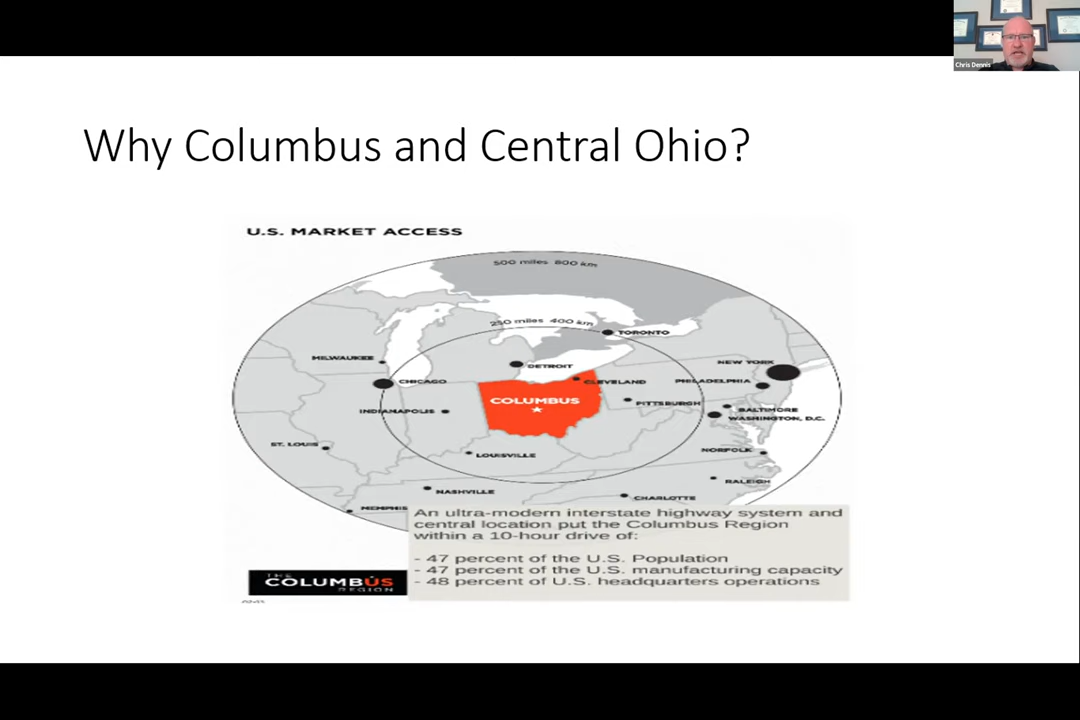 Chris Dennis
Why Columbus and Central Ohio?
U.S. MARKET ACCESS
500 miles 800 km
250 miles 400 km
TORONTO
MILWAUKEE
DETROIT
NEW YORK
CHICAGO
CLEVELAND
PHILADELPHIA
COLUMBUS
PITTSBURGH
INDIANAPOLIS
BALTIMORE
WASHINGTON, D.C.
ST. LOUIS
LOUISVILLE
NORFOLK
RALEIGH
NASHVILLE
CHARLOTTE
MEMPHIS
An ultra-modern interstate highway system and
central location put the Columbus Region
within a 10-hour drive of:
- 47 percent of the U.S. Population
- 47 percent of the U.S. manufacturing capacity
- 48 percent of U.S. headquarters operations
THE
COLUMBUS
REGION